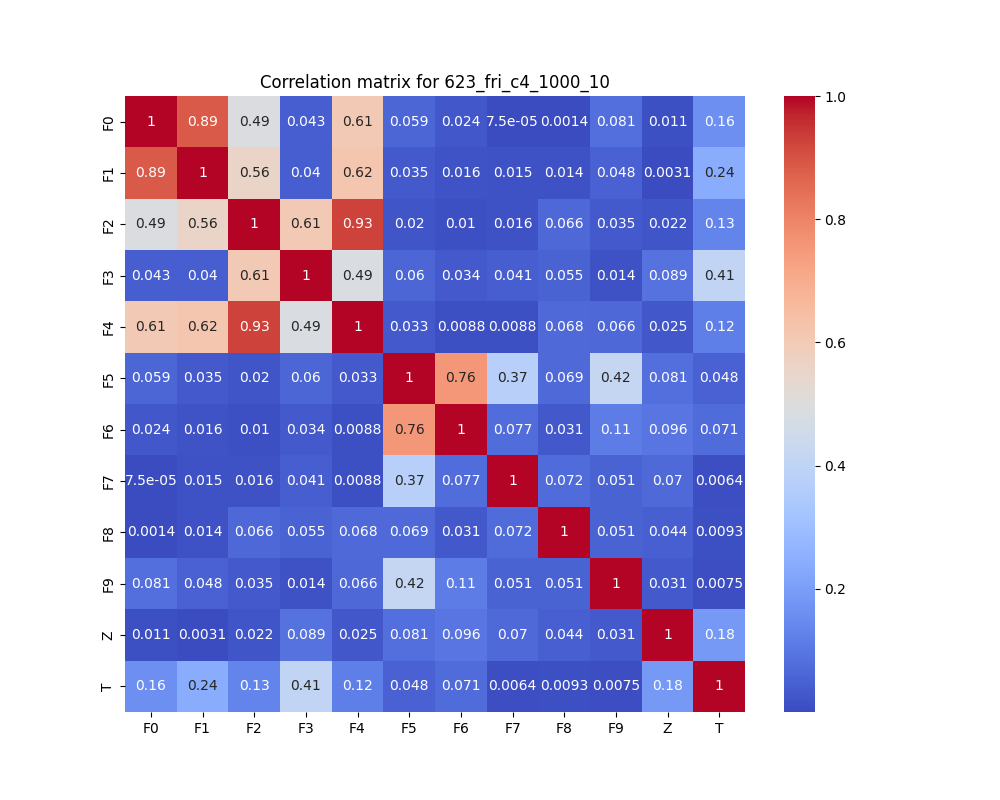 Correlation matrix for 623_fri_c4_1000_10
F0 1 0.89 0.49 0.043 0.61 0.059 0.024 7.5e-05 0.0014 0.081 0.011 0.16
F1 0.89 1 0.56 0.04 0.62 0.035 0.016 0.015 0.014 0.048 0.0031 0.24
F2 0.49 0.56 1 0.61 0.93 0.02 0.01 0.016 0.066 0.035 0.022 0.13
F3 0.043 0.04 0.61 1 0.49 0.06 0.034 0.041 0.055 0.014 0.089 0.41
F4 0.61 0.62 0.93 0.49 1 0.033 0.0088 0.0088 0.068 0.066 0.025 0.12
F5 0.059 0.035 0.02 0.06 0.033 1 0.76 0.37 0.069 0.42 0.081 0.048
F6 0.024 0.016 0.01 0.034 0.0088 0.76 1 0.077 0.031 0.11 0.096 0.071
F7 7.5e-05 0.015 0.016 0.041 0.0088 0.37 0.077 1 0.072 0.051 0.07 0.0064
F8 0.0014 0.014 0.066 0.055 0.068 0.069 0.031 0.072 1 0.051 0.044 0.0093
F9 0.081 0.048 0.035 0.014 0.066 0.42 0.11 0.051 0.051 1 0.031 0.0075
Z 0.011 0.0031 0.022 0.089 0.025 0.081 0.096 0.07 0.044 0.031 1 0.18
T 0.16 0.24 0.13 0.41 0.12 0.048 0.071 0.0064 0.0093 0.0075 0.18 1
F0 F1 F2 F3 F4 F5 F6 F7 F8 F9 Z T
1.0
0.8
0.6
0.4
0.2